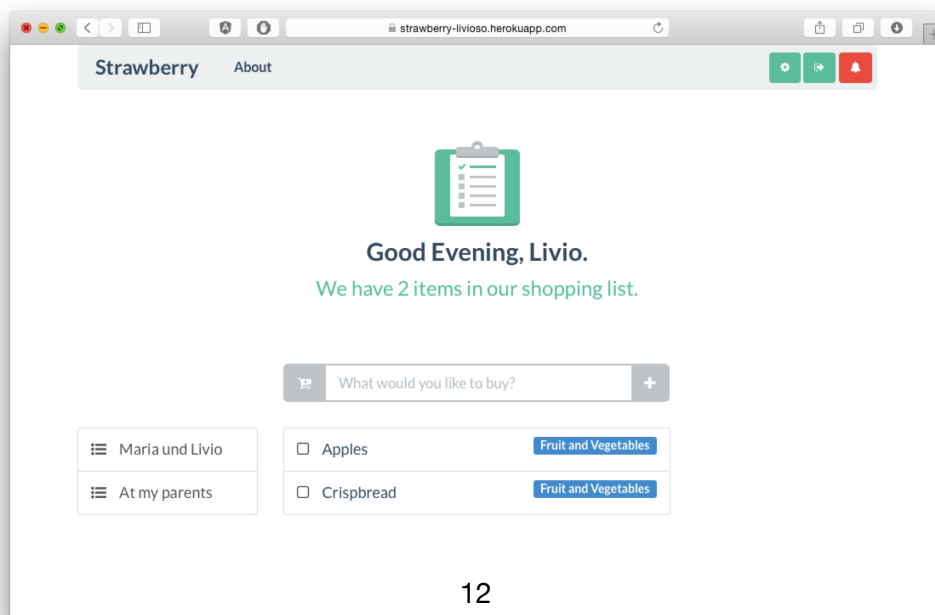 strawberry-livioso.herokuapp.com
Strawberry About
Good Evening, Livio.
We have 2 items in our shopping list.
What would you like to buy?
Maria und Livio
At my parents
Apples Fruit and Vegetables
Crispbread Fruit and Vegetables
12